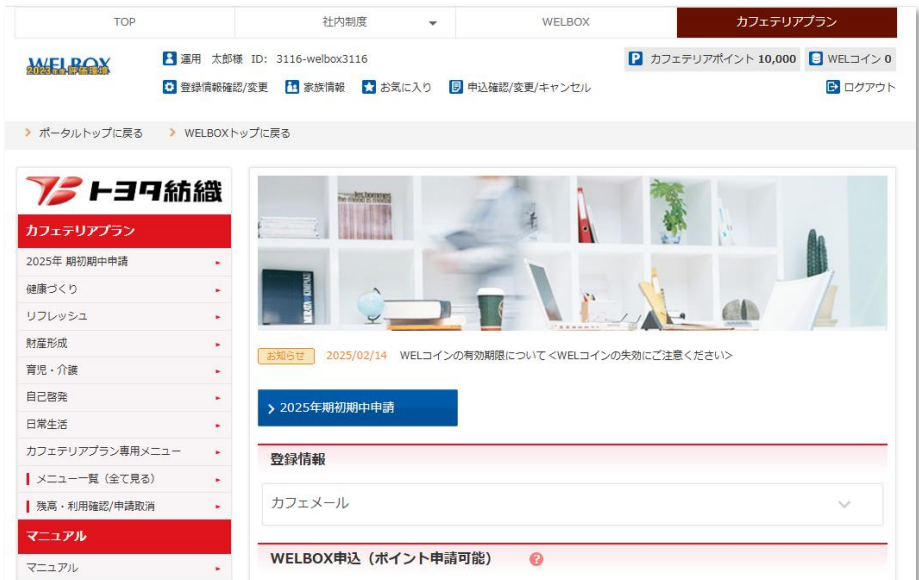 TOP
社内制度
WELBOX
カフェテリアプラン
WELBOX
2023年度評価環境
運用 太郎様 ID: 3116-welbox3116
P カフェテリアポイント 10,000
WELコイン 0
登録情報確認/変更
家族情報
お気に入り
申込確認/変更/キャンセル
ログアウト
ポータルトップに戻る
WELBOXトップに戻る
トヨタ紡織
カフェテリアプラン
2025年 期初期中申請
健康づくり
リフレッシュ
財産形成
育児・介護
自己啓発
日常生活
カフェテリアプラン専用メニュー
メニュー一覧（全て見る）
残高・利用確認/申請取消
マニュアル
マニュアル
お知らせ 2025/02/14 WELコインの有効期限について<WELコインの失効にご注意ください>
2025年期初期中申請
登録情報
カフェメール
WELBOX申込（ポイント申請可能） ?